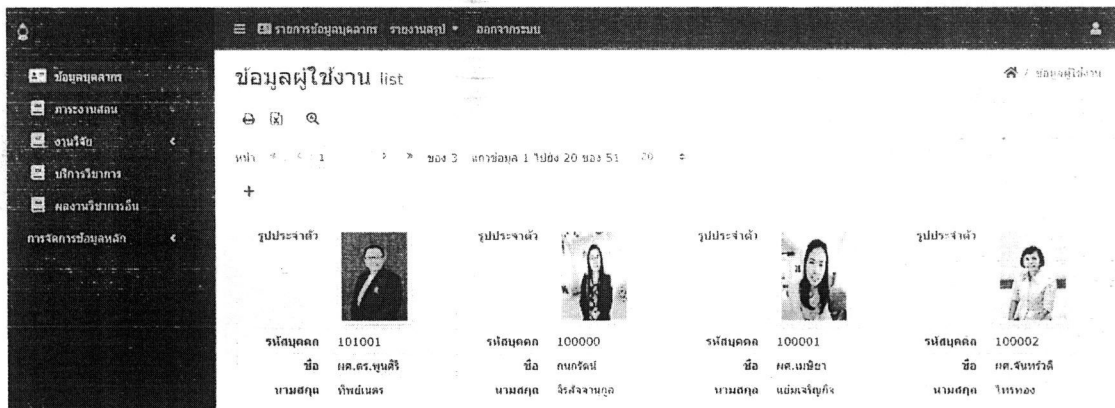 รายการข้อมูลบุคลากร รายงานสรุป ออกจากระบบ
ข้อมูลบุคลากร
ภาระงานสอน
งานวิจัย
บริการวิชาการ
ผลงานวิชาการอื่น
การจัดการข้อมูลหลัก
ข้อมูลผู้ใช้งาน list
/ ข้อมูลผู้ใช้งาน
หน้า 1 ของ 3 แถวข้อมูล 1 ไปยัง 20 ของ 51 20
รูปประจำตัว รูปประจำตัว รูปประจำตัว รูปประจำตัว
รหัสบุคคล 101001 รหัสบุคคล 100000 รหัสบุคคล 100001 รหัสบุคคล 100002
ชื่อ ผศ.ดร.พูนศิริ ชื่อ กนกรัตน์ ชื่อ ผศ.เมษิยา ชื่อ ผศ.จันทร์วดี
นามสกุล ทิพย์เนตร นามสกุล จิรสัจจานุกูล นามสกุล แย้มเจริญกิจ นามสกุล ไทรทอง